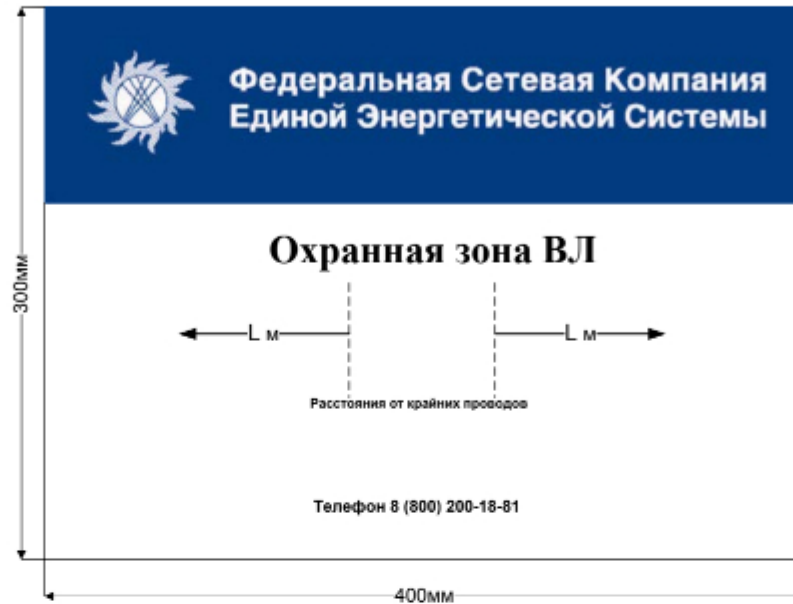 Федеральная Сетевая Компания
Единой Энергетической Системы
Охранная зона ВЛ
L м L м
Расстояния от крайних проводов
Телефон 8 (800) 200-18-81
300мм
400мм